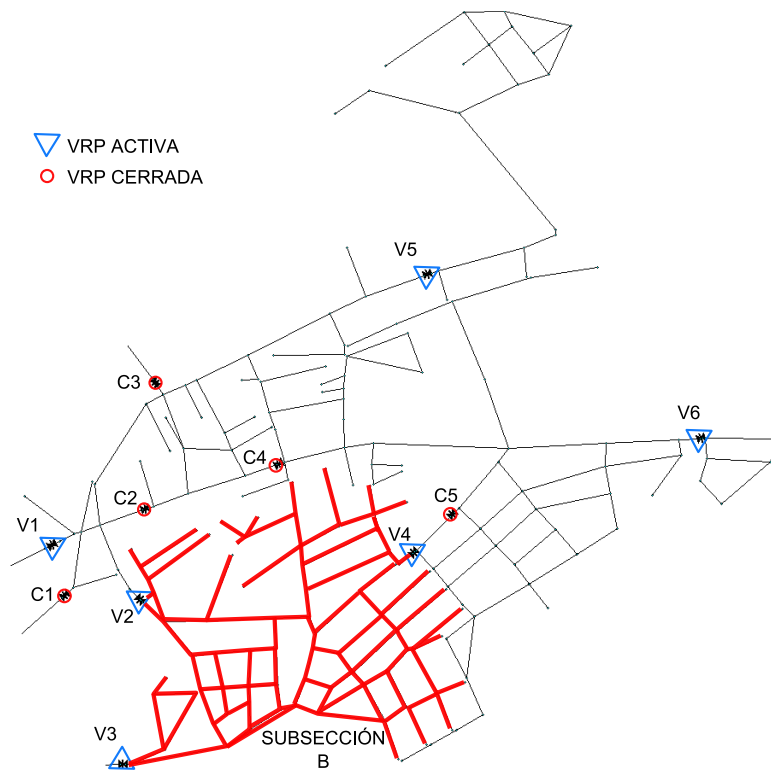 VRP ACTIVA
VRP CERRADA
V5
C3
V6
C4
C2
C5
V1
V4
C1
V2
V3
SUBSECCIÓN
B